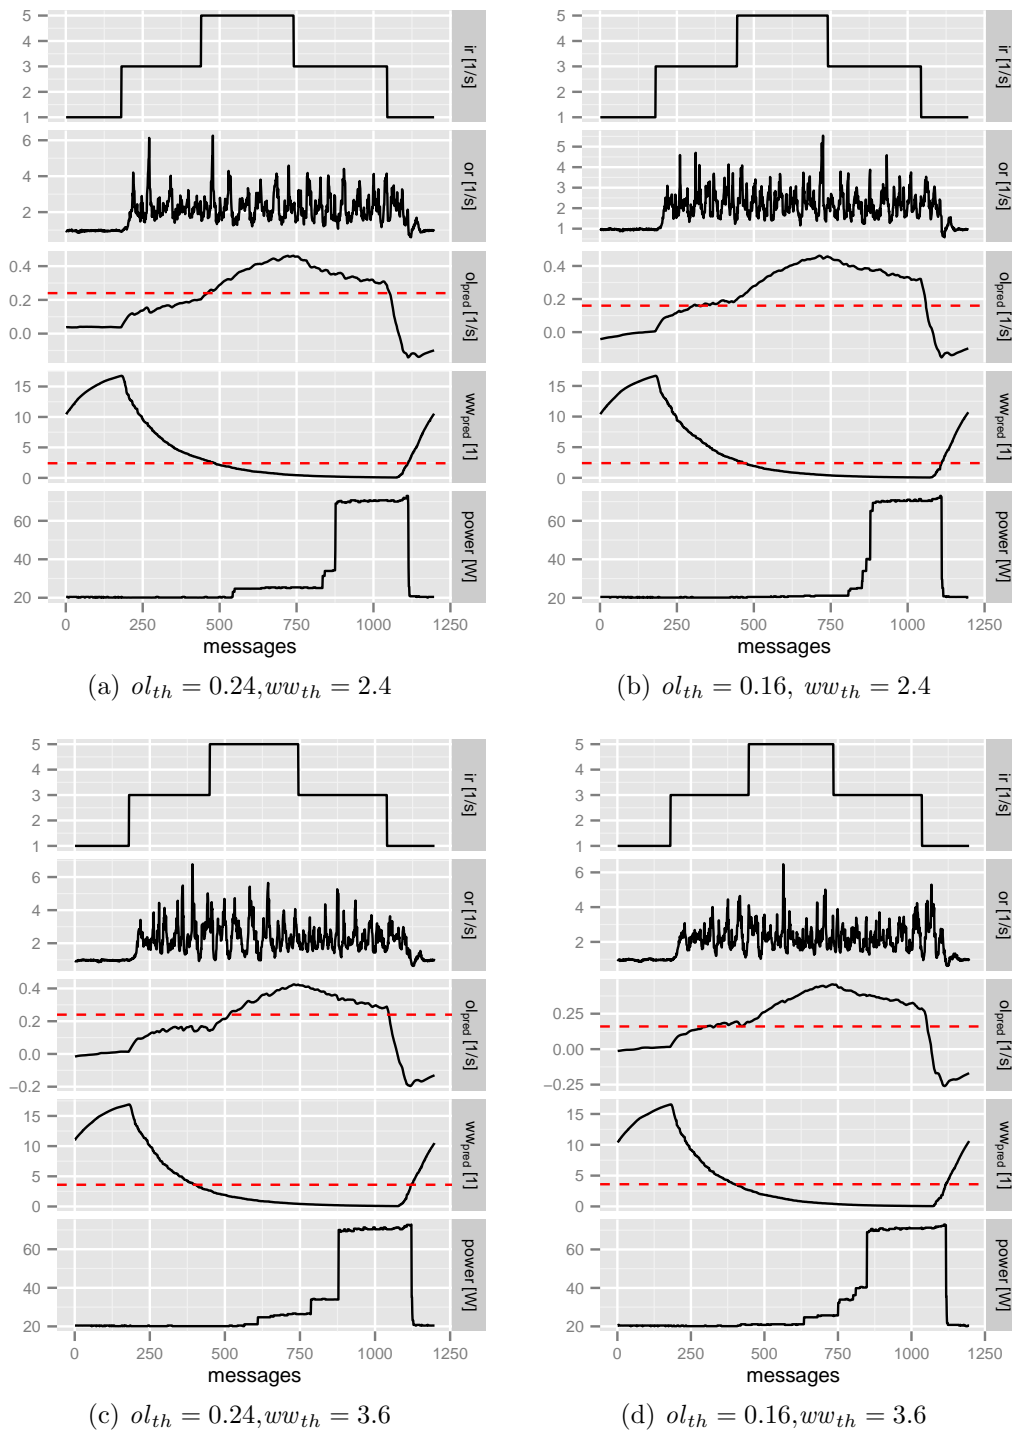 5
4
3
2
1
ir [1/s]
6
4
2
or [1/s]
0.4
0.2
0.0
ol_pred [1/s]
15
10
5
0
ww_pred [1]
60
40
20
power [W]
0 250 500 750 1000 1250
messages
(a) ol_th = 0.24, ww_th = 2.4
5
4
3
2
1
ir [1/s]
5
4
3
2
1
or [1/s]
0.4
0.2
0.0
ol_pred [1/s]
15
10
5
0
ww_pred [1]
60
40
20
power [W]
0 250 500 750 1000 1250
messages
(b) ol_th = 0.16, ww_th = 2.4
5
4
3
2
1
ir [1/s]
6
4
2
or [1/s]
0.4
0.2
0.0
−0.2
ol_pred [1/s]
15
10
5
0
ww_pred [1]
60
40
20
power [W]
0 250 500 750 1000 1250
messages
(c) ol_th = 0.24, ww_th = 3.6
5
4
3
2
1
ir [1/s]
6
4
2
or [1/s]
0.25
0.00
−0.25
ol_pred [1/s]
15
10
5
0
ww_pred [1]
60
40
20
power [W]
0 250 500 750 1000 1250
messages
(d) ol_th = 0.16, ww_th = 3.6